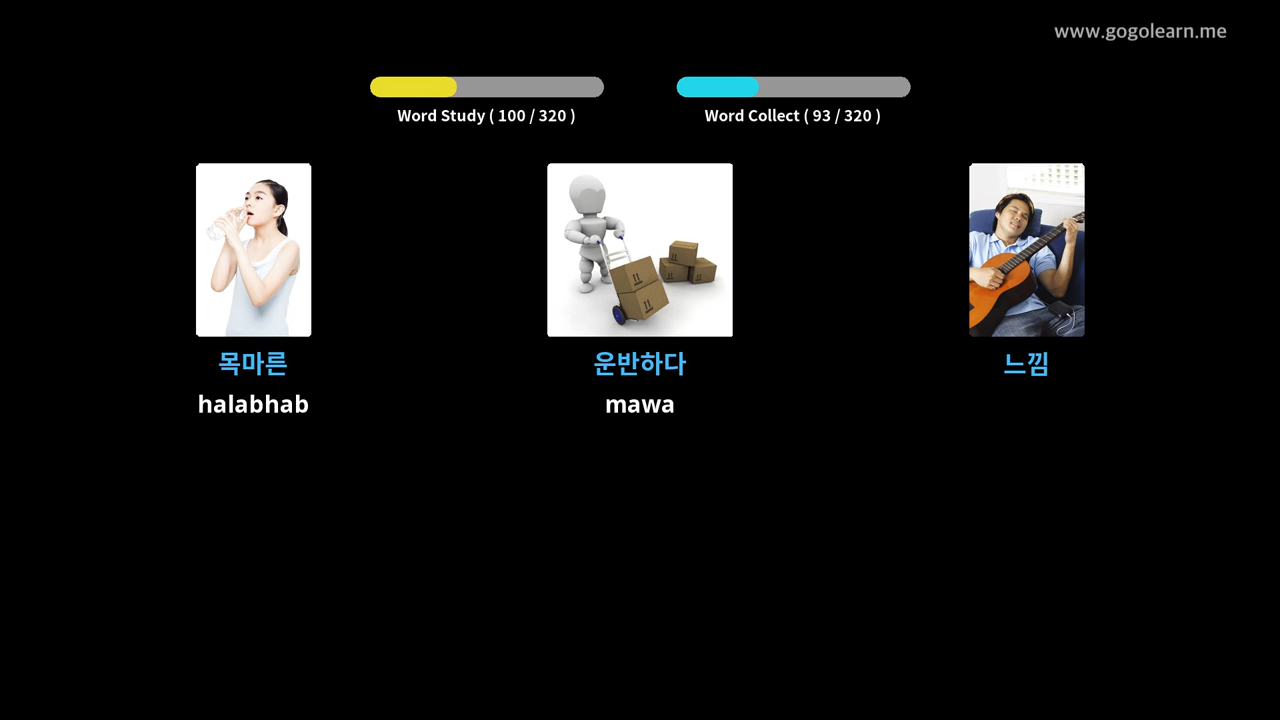 www.gogolearn.me
Word Study ( 100 / 320 )
Word Collect ( 93 / 320 )
목마른
운반하다
느낌
halabhab
mawa